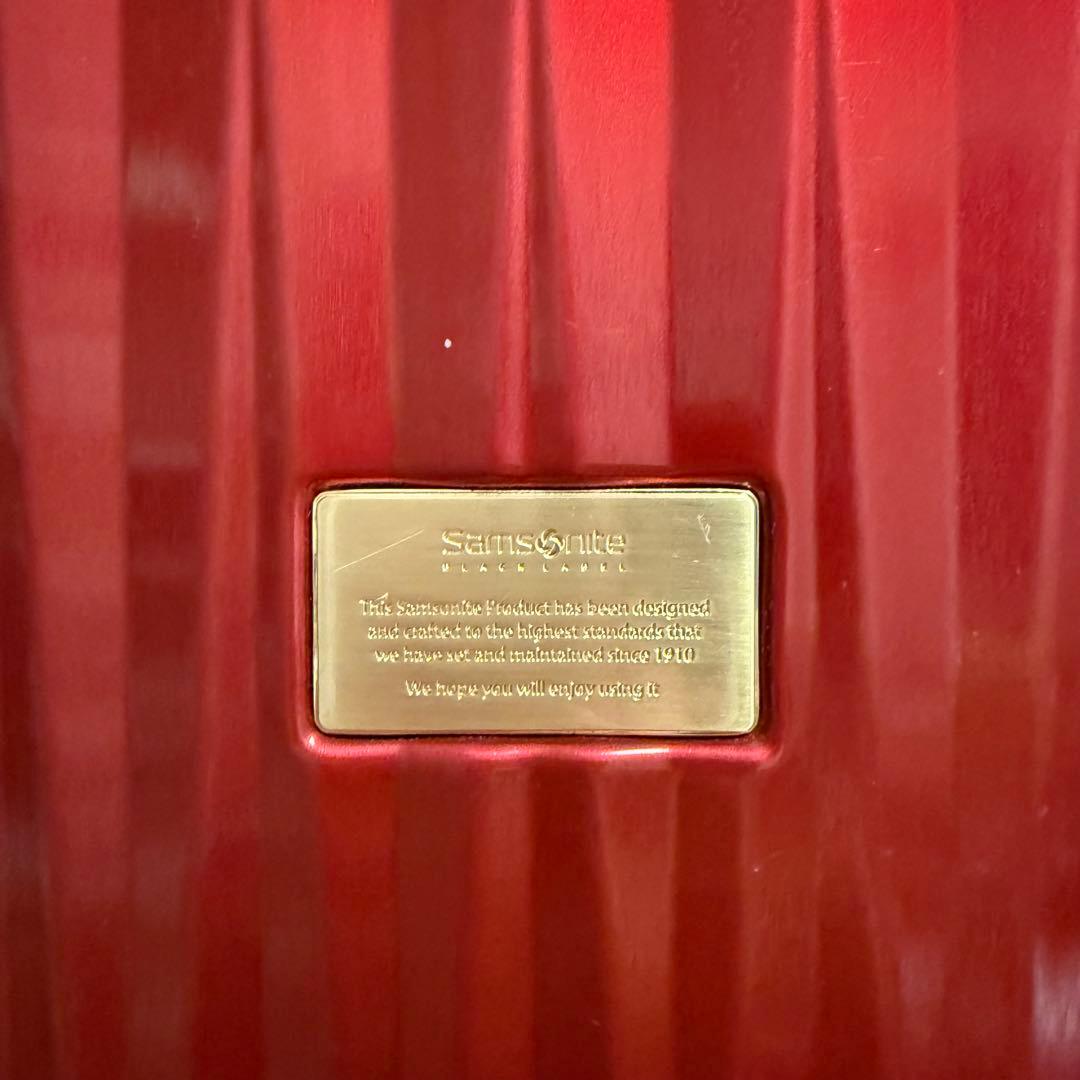 Samsonite
BLACK LABEL
This Samsonite Product has been designed
and crafted to the highest standards that
we have set and maintained since 1910
We hope you will enjoy using it